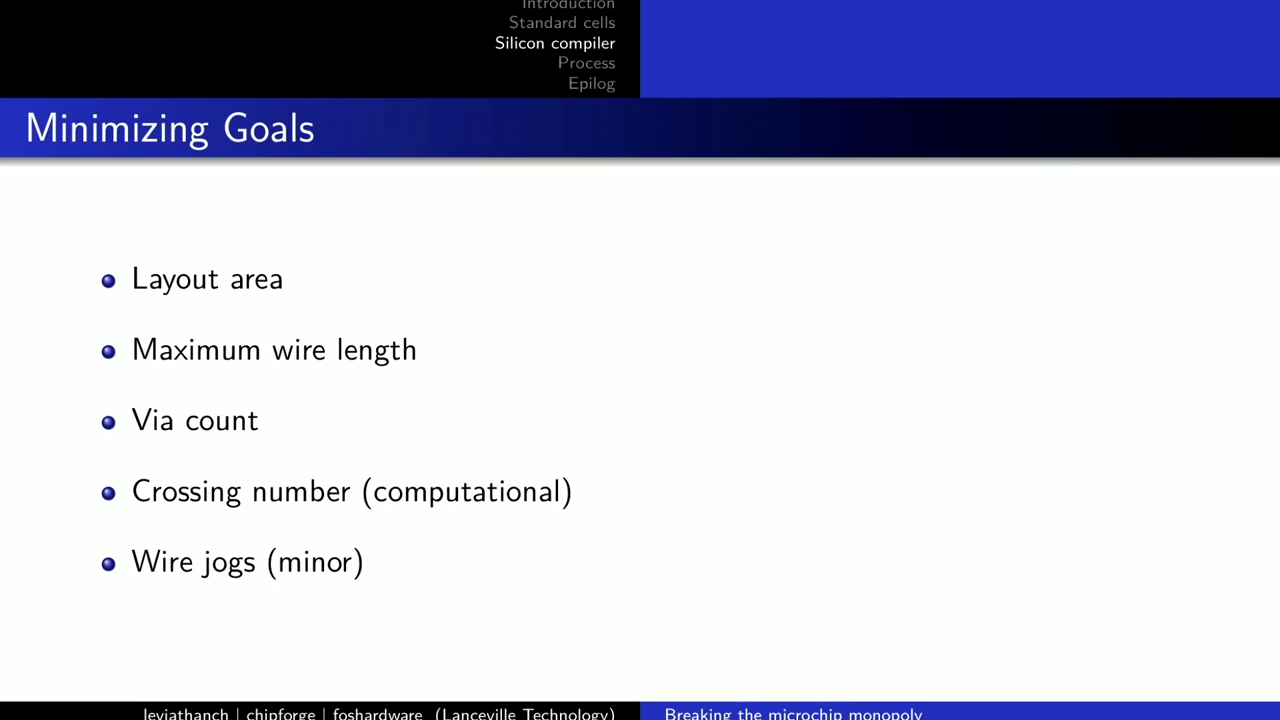 Introduction
Standard cells
Silicon compiler
Process
Epilog
Minimizing Goals
Layout area
Maximum wire length
Via count
Crossing number (computational)
Wire jogs (minor)
leviathanch | chipforge | foshardware (Lanceville Technology)
Breaking the microchip monopoly